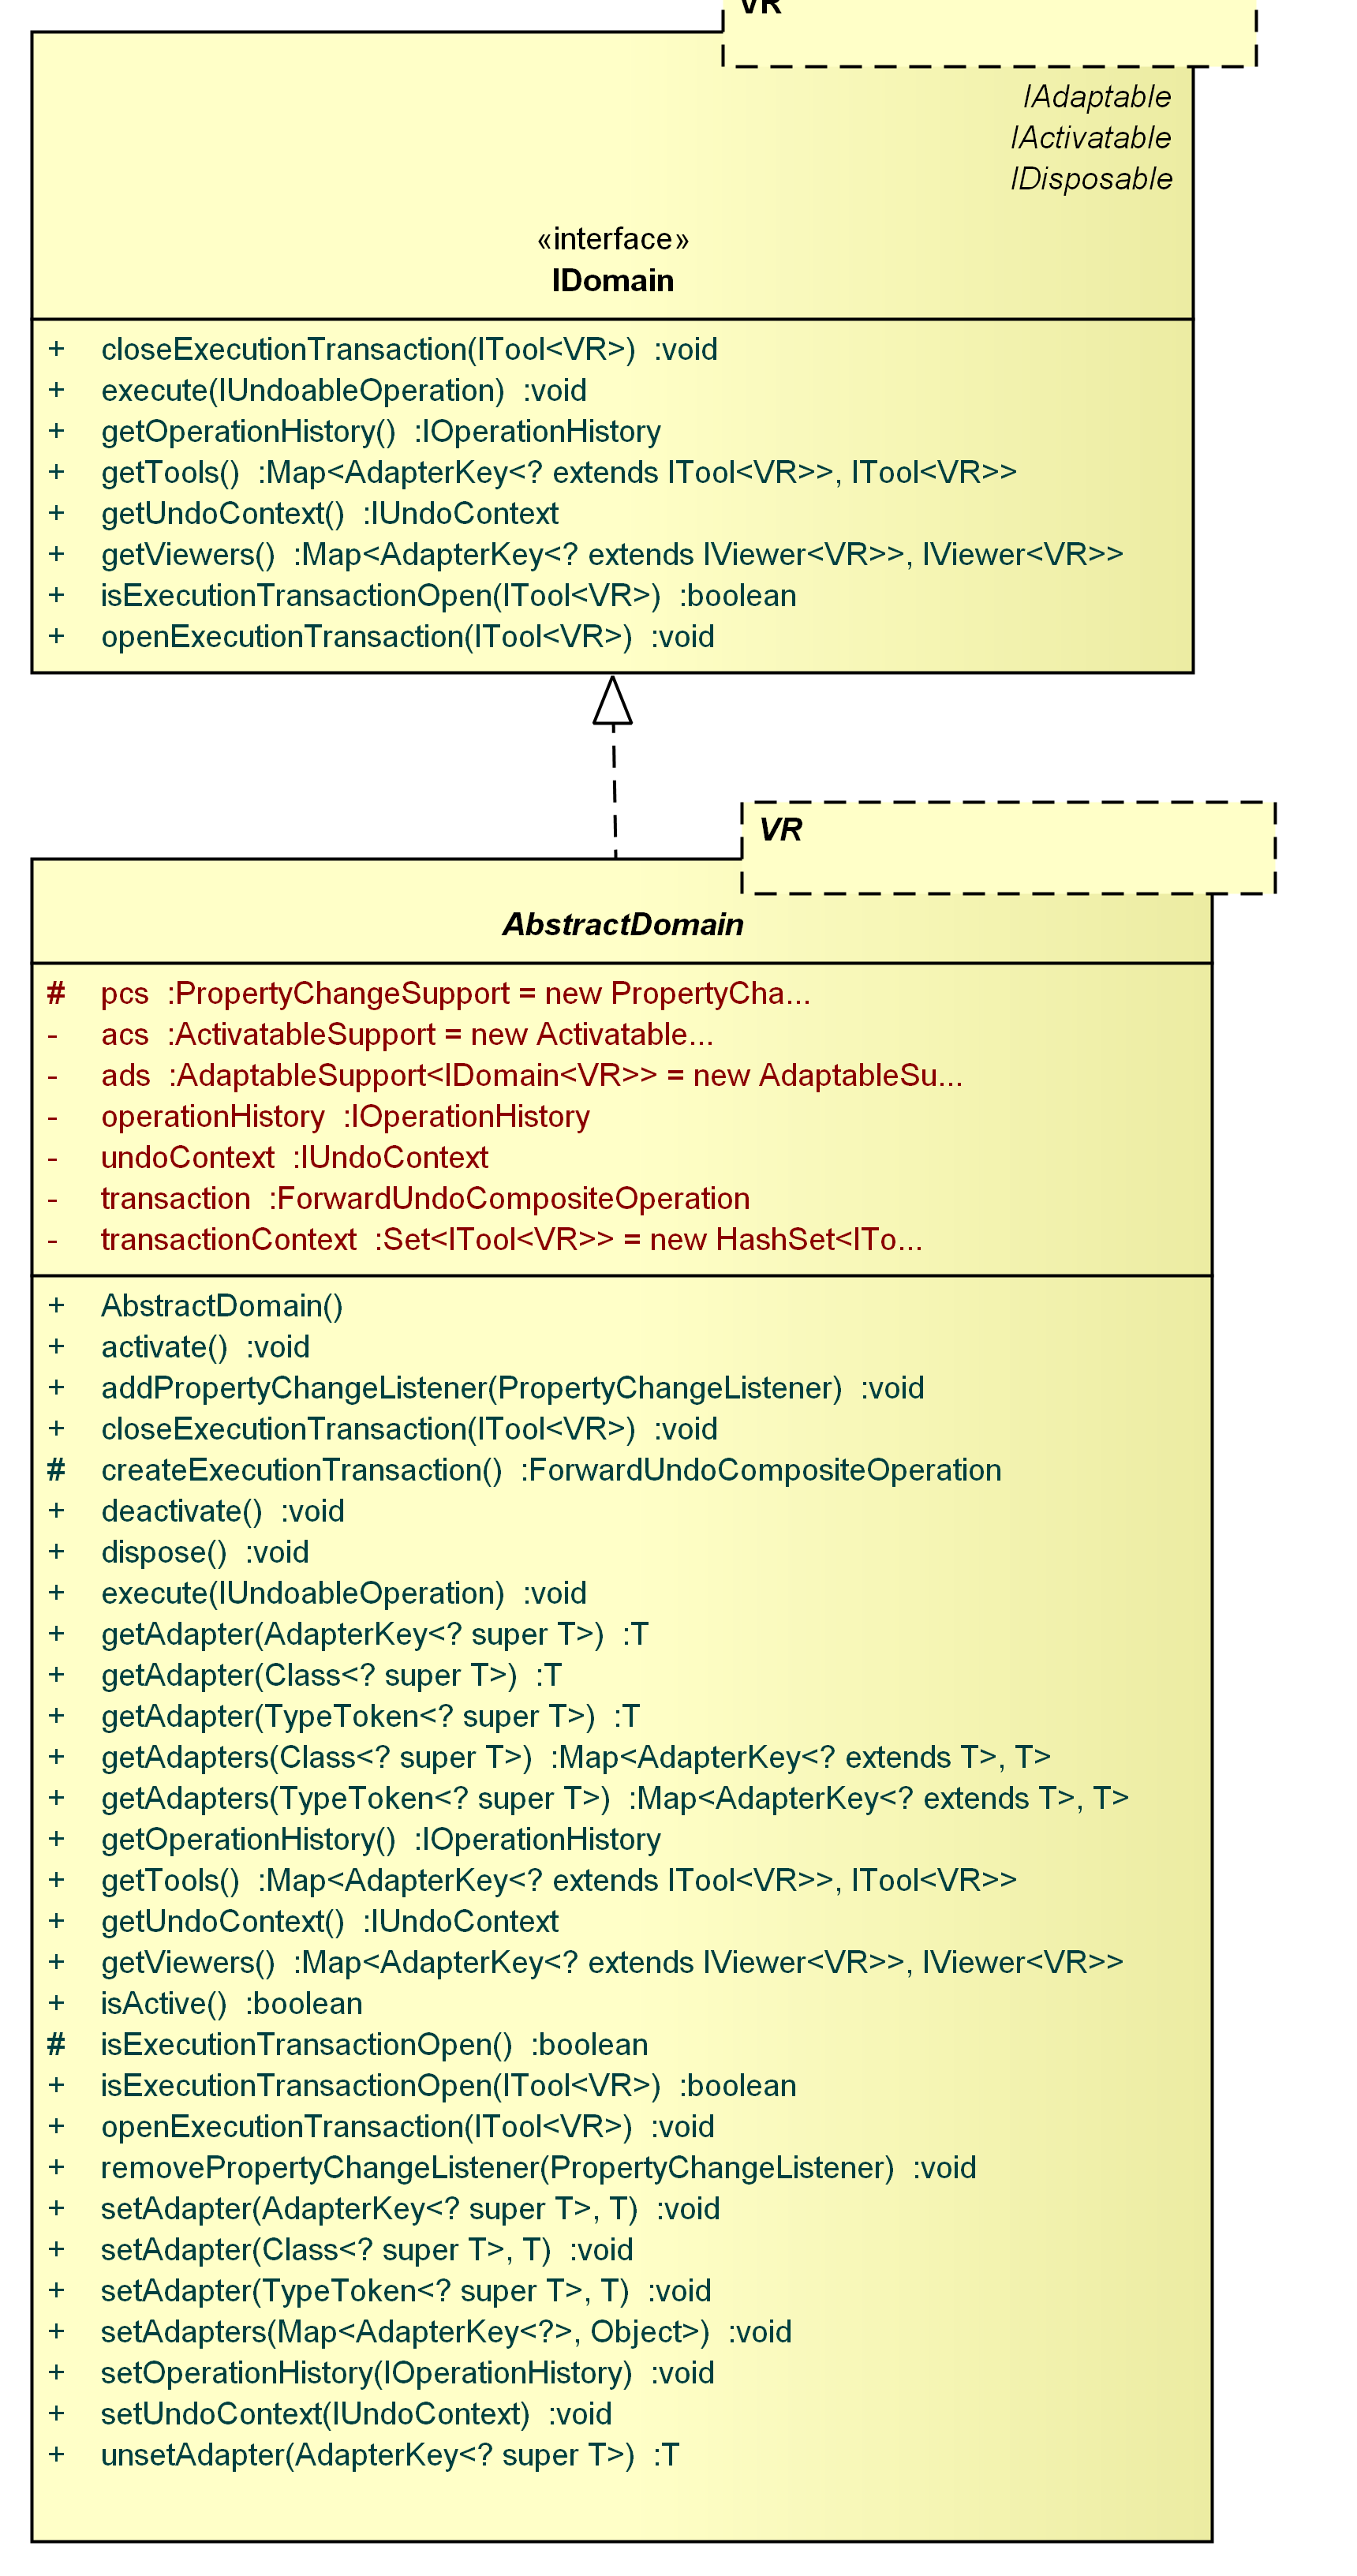 VR
IAdaptable
IActivatable
IDisposable
«interface»
IDomain
+ closeExecutionTransaction(ITool<VR>) :void
+ execute(IUndoableOperation) :void
+ getOperationHistory() :IOperationHistory
+ getTools() :Map<AdapterKey<? extends ITool<VR>>, ITool<VR>>
+ getUndoContext() :IUndoContext
+ getViewers() :Map<AdapterKey<? extends IViewer<VR>>, IViewer<VR>>
+ isExecutionTransactionOpen(ITool<VR>) :boolean
+ openExecutionTransaction(ITool<VR>) :void
VR
AbstractDomain
# pcs :PropertyChangeSupport = new PropertyCha...
- acs :ActivatableSupport = new Activatable...
- ads :AdaptableSupport<IDomain<VR>> = new AdaptableSu...
- operationHistory :IOperationHistory
- undoContext :IUndoContext
- transaction :ForwardUndoCompositeOperation
- transactionContext :Set<ITool<VR>> = new HashSet<ITo...
+ AbstractDomain()
+ activate() :void
+ addPropertyChangeListener(PropertyChangeListener) :void
+ closeExecutionTransaction(ITool<VR>) :void
# createExecutionTransaction() :ForwardUndoCompositeOperation
+ deactivate() :void
+ dispose() :void
+ execute(IUndoableOperation) :void
+ getAdapter(AdapterKey<? super T>) :T
+ getAdapter(Class<? super T>) :T
+ getAdapter(TypeToken<? super T>) :T
+ getAdapters(Class<? super T>) :Map<AdapterKey<? extends T>, T>
+ getAdapters(TypeToken<? super T>) :Map<AdapterKey<? extends T>, T>
+ getOperationHistory() :IOperationHistory
+ getTools() :Map<AdapterKey<? extends ITool<VR>>, ITool<VR>>
+ getUndoContext() :IUndoContext
+ getViewers() :Map<AdapterKey<? extends IViewer<VR>>, IViewer<VR>>
+ isActive() :boolean
# isExecutionTransactionOpen() :boolean
+ isExecutionTransactionOpen(ITool<VR>) :boolean
+ openExecutionTransaction(ITool<VR>) :void
+ removePropertyChangeListener(PropertyChangeListener) :void
+ setAdapter(AdapterKey<? super T>, T) :void
+ setAdapter(Class<? super T>, T) :void
+ setAdapter(TypeToken<? super T>, T) :void
+ setAdapters(Map<AdapterKey<?>, Object>) :void
+ setOperationHistory(IOperationHistory) :void
+ setUndoContext(IUndoContext) :void
+ unsetAdapter(AdapterKey<? super T>) :T